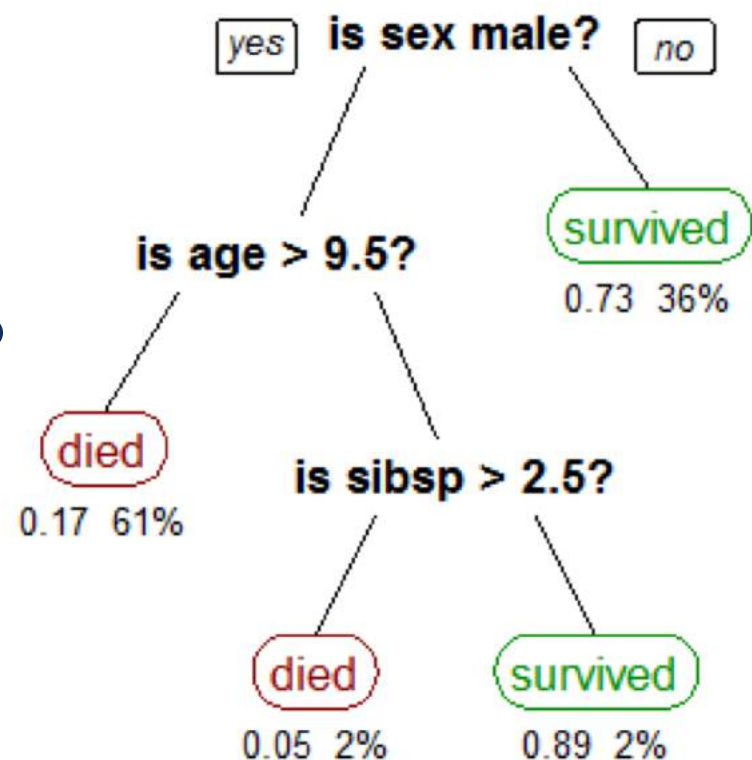 yes is sex male? no
survived
is age > 9.5?
0.73 36%
died
is sibsp > 2.5?
0.17 61%
died survived
0.05 2% 0.89 2%